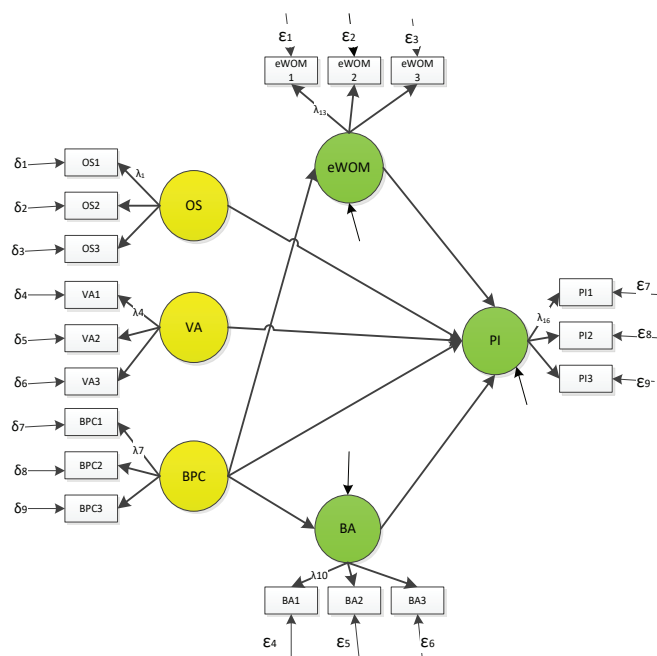 ε1
ε2
ε3
eWOM
1
eWOM
2
eWOM
3
λ13
eWOM
δ1
OS1
λ1
δ2
OS2
OS
δ3
OS3
δ4
VA1
λ4
δ5
VA2
VA
δ6
VA3
δ7
BPC1
λ7
δ8
BPC2
BPC
δ9
BPC3
PI
λ16
PI1
ε7
PI2
ε8
PI3
ε9
BA
λ10
BA1
BA2
BA3
ε4
ε5
ε6